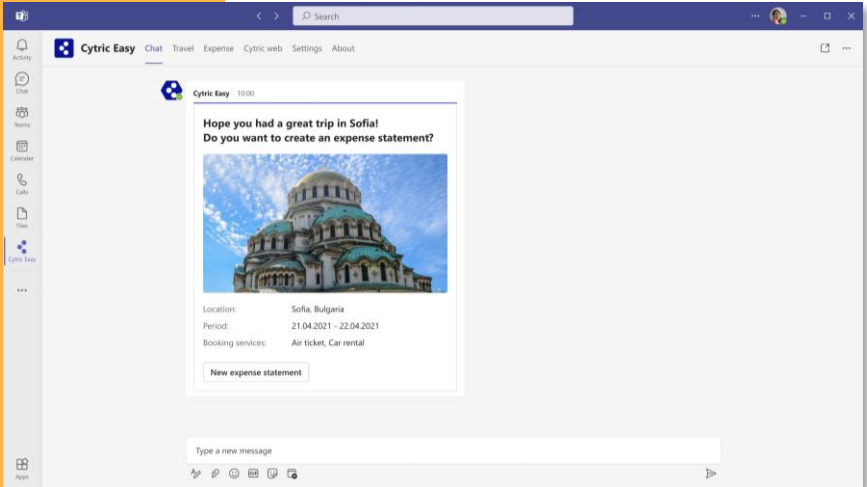 Search
Activity
Chat
Teams
Calender
Calls
Files
Cytric Easy
Apps
Cytric Easy Chat Travel Expense Cytric web Settings About
Cytric Easy 10:00
Hope you had a great trip in Sofia!
Do you want to create an expense statement?
Location: Sofia, Bulgaria
Period: 21.04.2021 - 22.04.2021
Booking services: Air ticket, Car rental
New expense statement
Type a new message